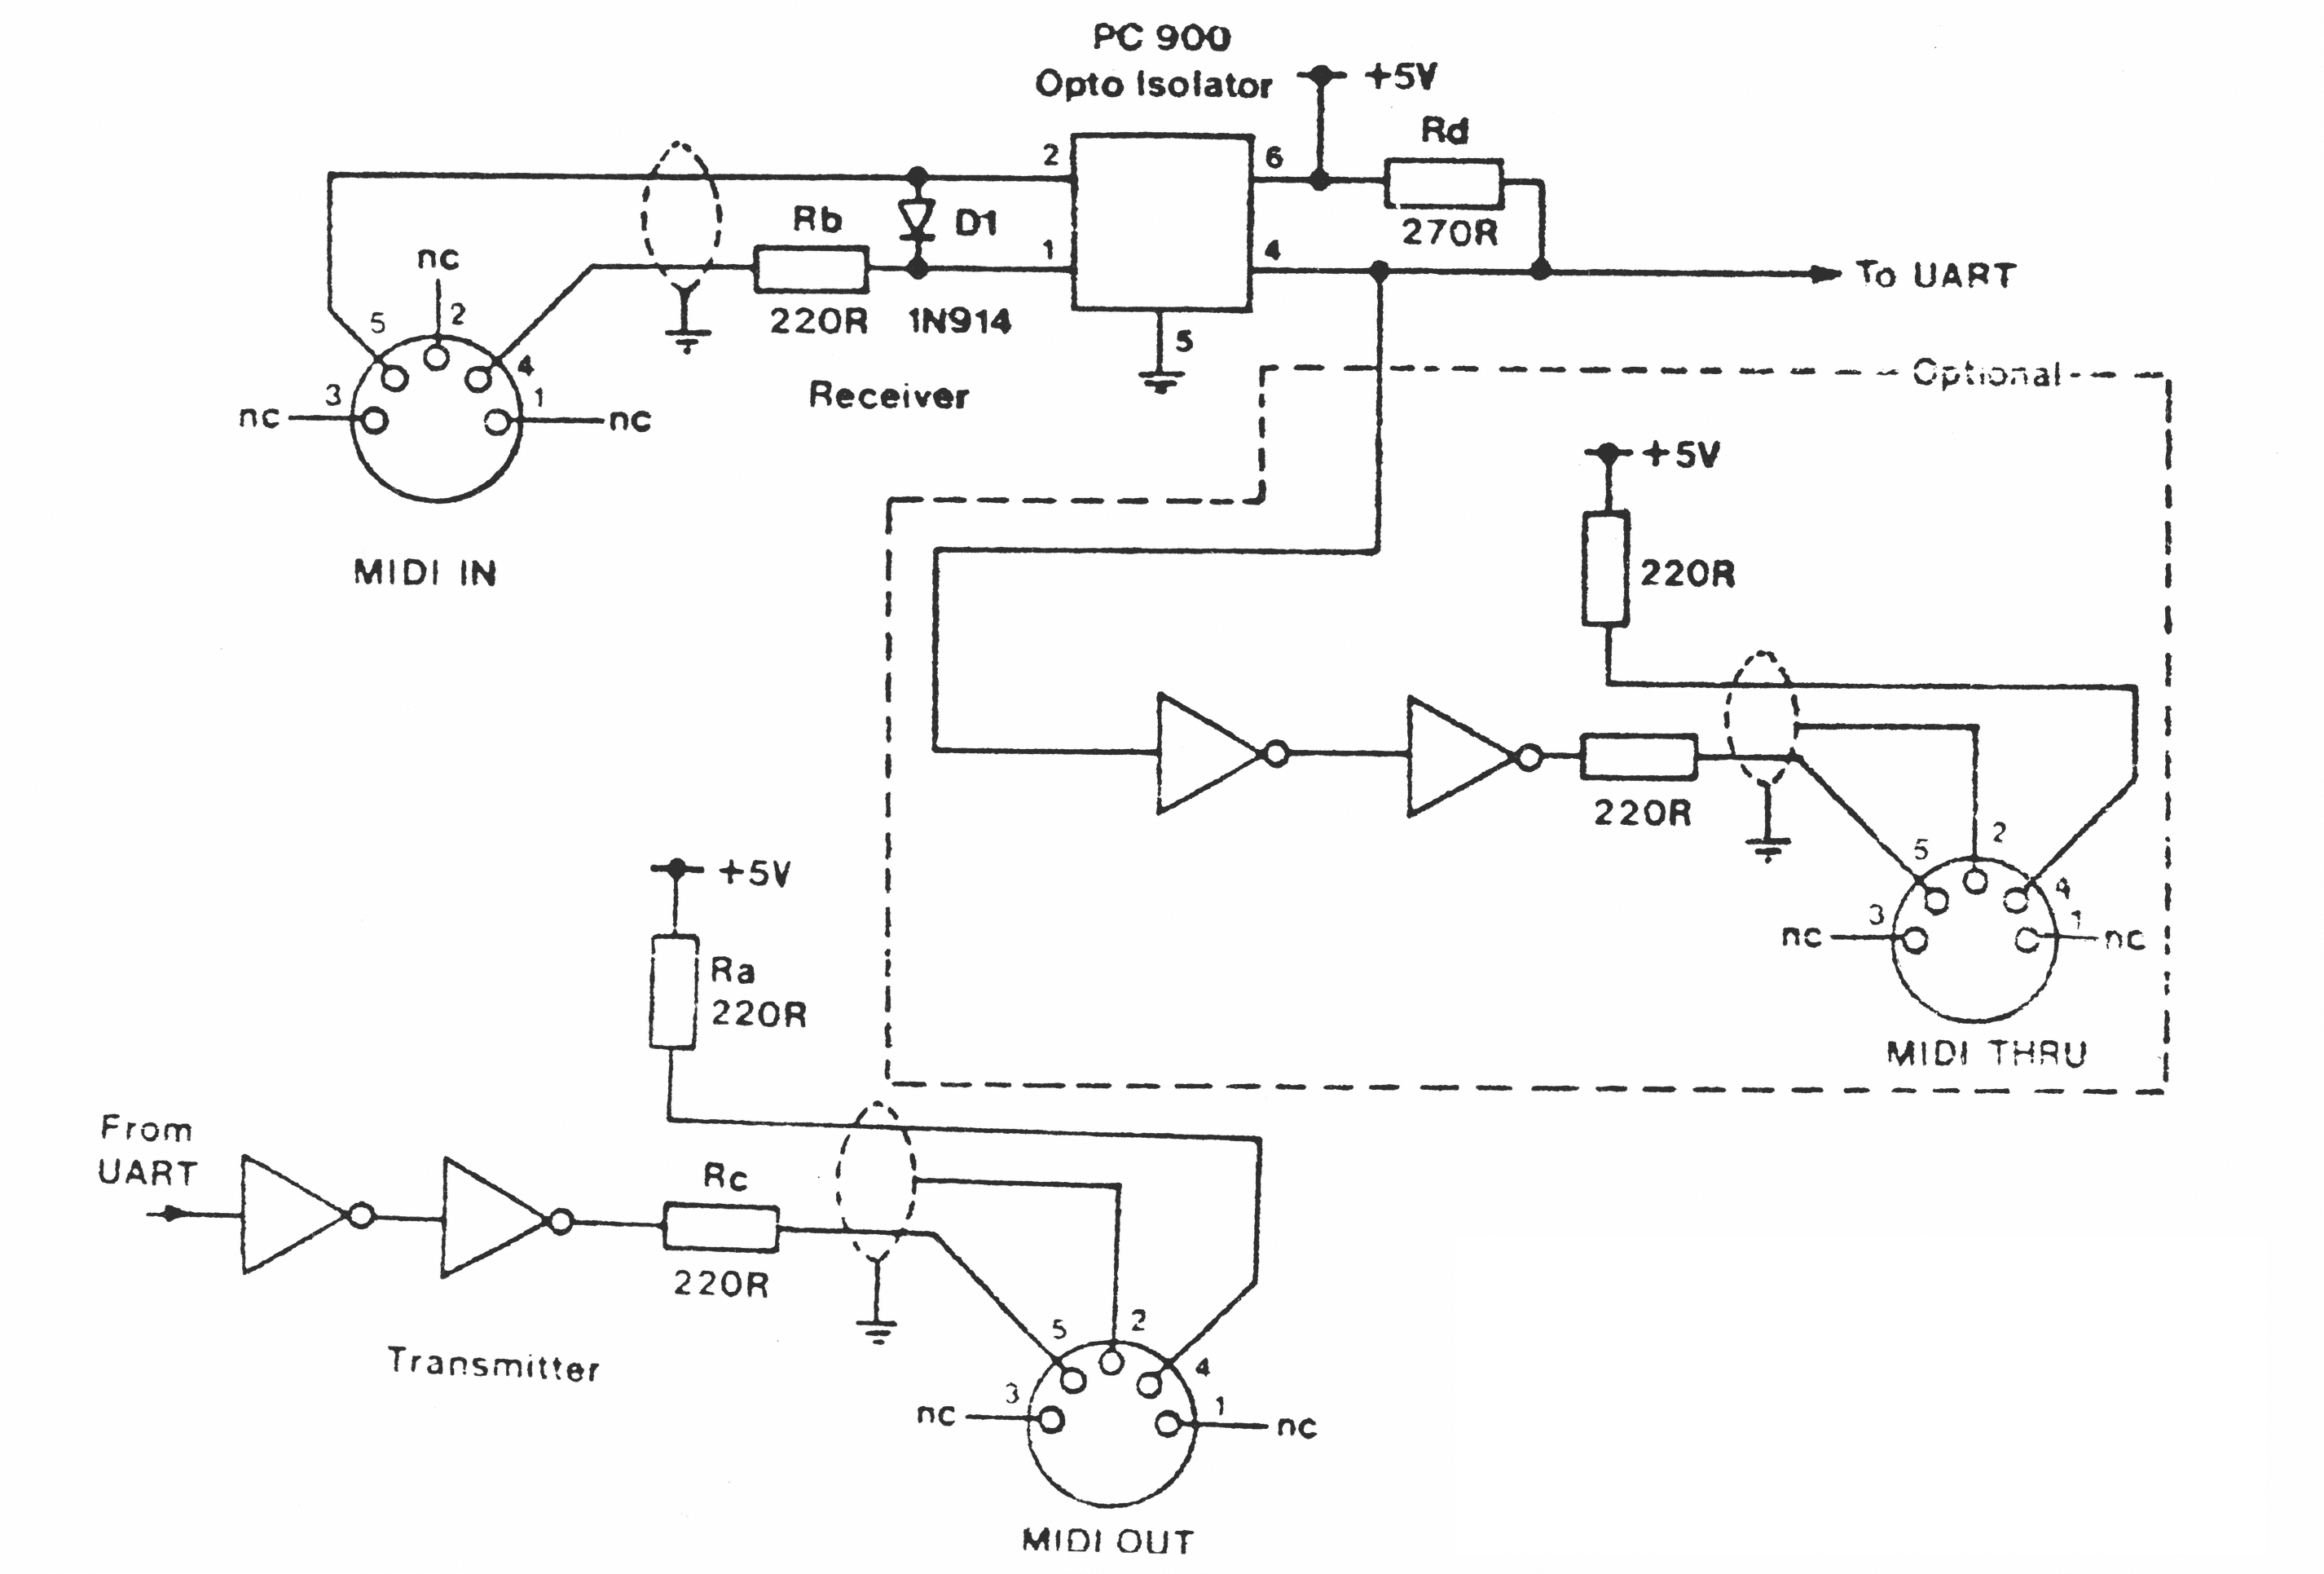 PC 900
Opto Isolator
+5V
Rd
2
6
Rb
D1
270R
1
4
To UART
nc
2
5
220R
1N914
5
4
3
1
nc
nc
Receiver
Optional
+5V
220R
MIDI IN
220R
2
5
4
3
1
nc
nc
MIDI THRU
+5V
Ra
220R
From
UART
Rc
220R
2
5
4
3
1
nc
nc
Transmitter
MIDI OUT